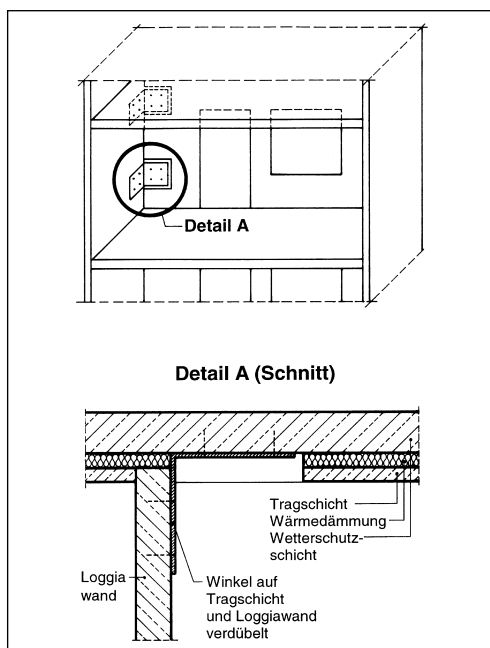 Detail A
Detail A (Schnitt)
Tragschicht
Wärmedämmung
Wetterschutz-
schicht
Loggia
wand
Winkel auf
Tragschicht
und Loggiawand
verdübelt